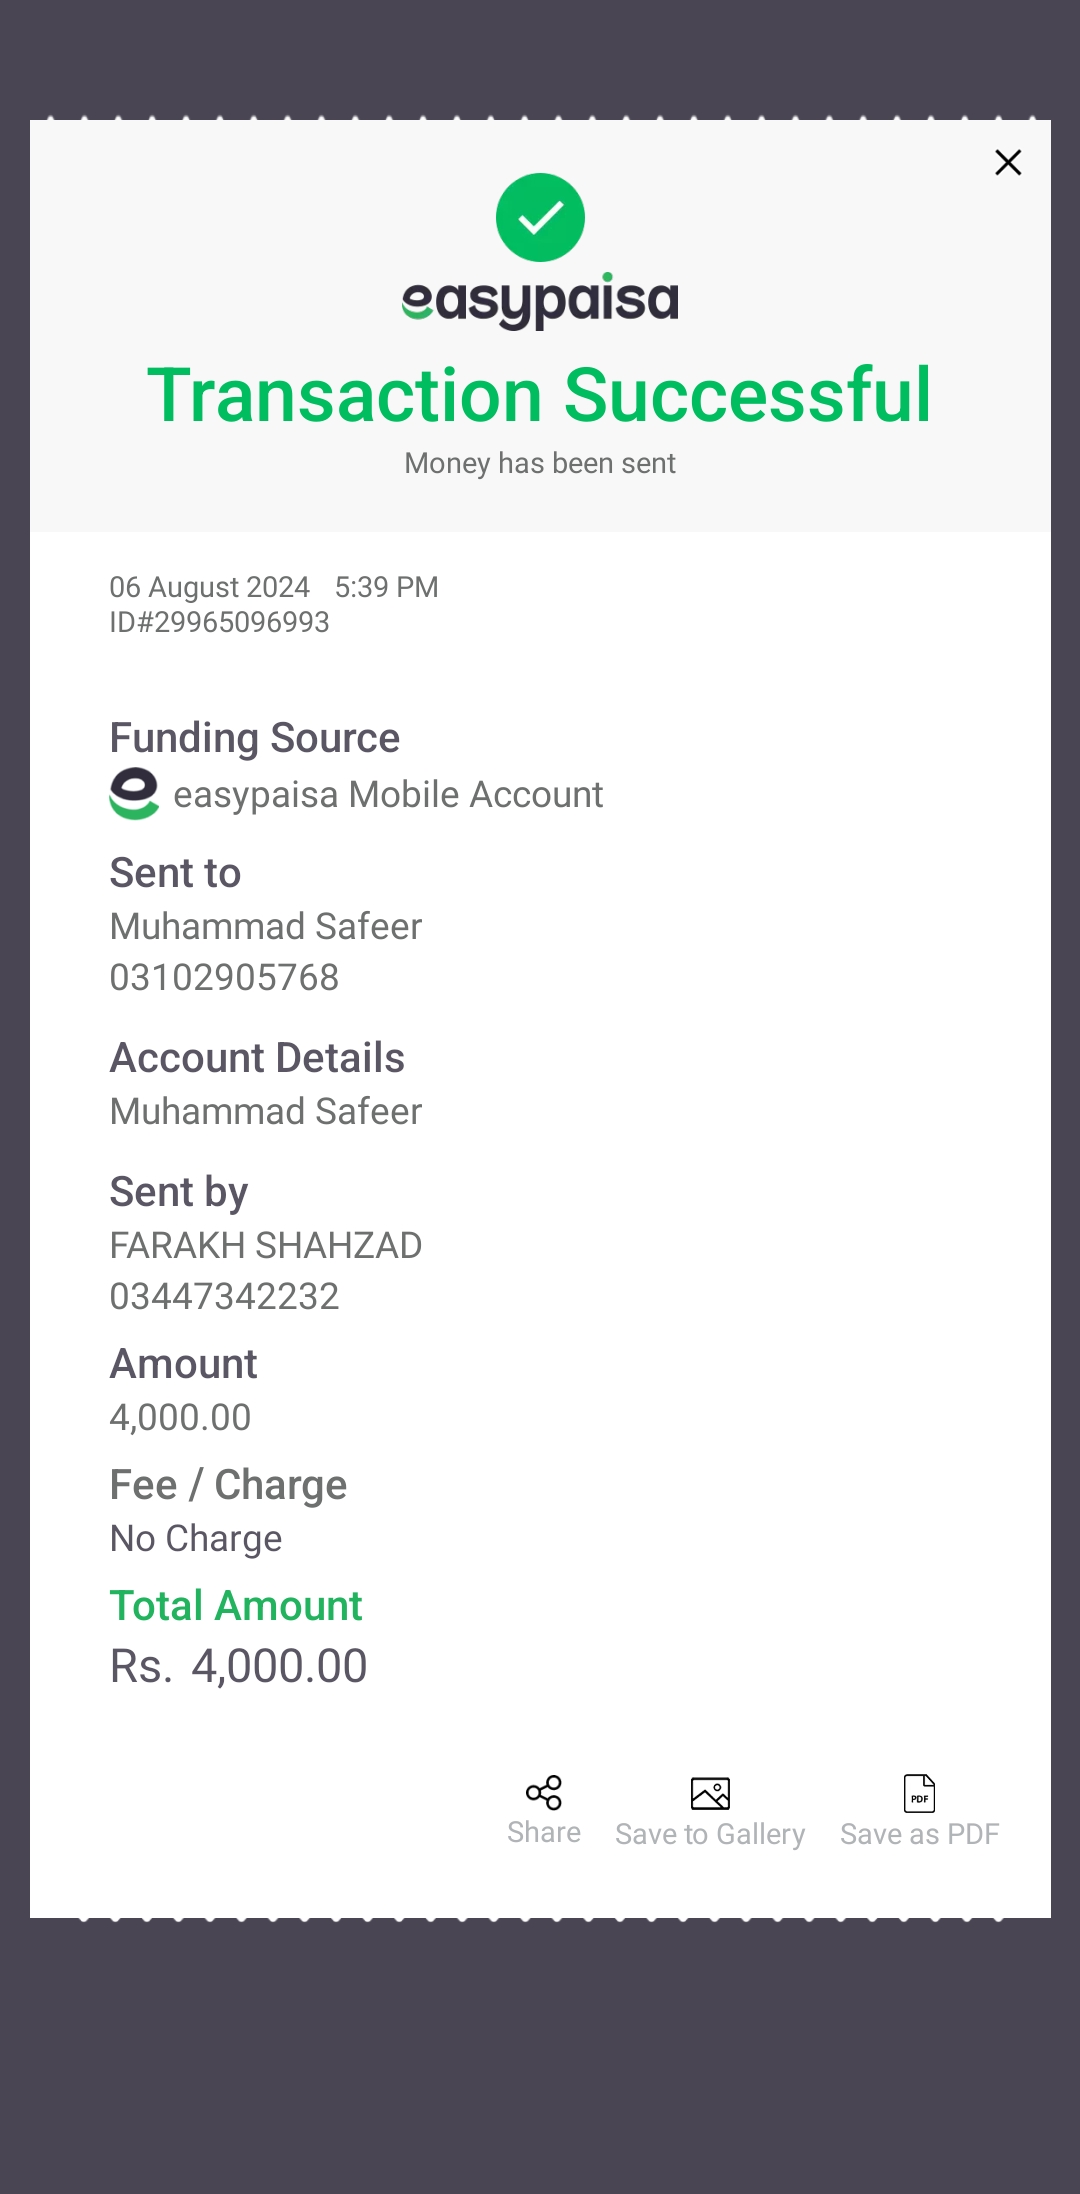 easypaisa
Transaction Successful
Money has been sent
06 August 2024 5:39 PM
ID#29965096993
Funding Source
easypaisa Mobile Account
Sent to
Muhammad Safeer
03102905768
Account Details
Muhammad Safeer
Sent by
FARAKH SHAHZAD
03447342232
Amount
4,000.00
Fee / Charge
No Charge
Total Amount
Rs. 4,000.00
PDF
Share Save to Gallery Save as PDF